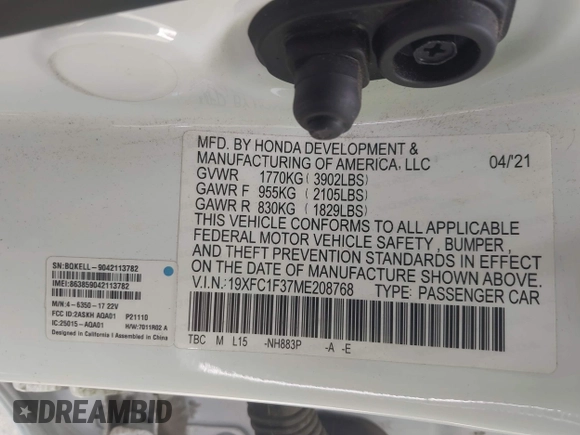 MFD. BY HONDA DEVELOPMENT &
MANUFACTURING OF AMERICA, LLC 04/'21
GVWR 1770KG ( 3902LBS)
GAWR F 955KG ( 2105LBS)
GAWR R 830KG ( 1829LBS)
THIS VEHICLE CONFORMS TO ALL APPLICABLE
FEDERAL MOTOR VEHICLE SAFETY , BUMPER ,
AND THEFT PREVENTION STANDARDS IN EFFECT
ON THE DATE OF MANUFACTURE SHOWN ABOVE.
V.I.N: 19XFC1F37ME208768 TYPE: PASSENGER CAR
TBC M L15 -NH883P -A -E
SN:BQKELL-9042113782
IMEI:863859042113782
M/N:4-6350-17 22V
FCC ID:2ASKH AQA01 P21110
IC:25015-AQA01 H/W:7011R02 A
Designed in California I Assembled in China
DREAMBID